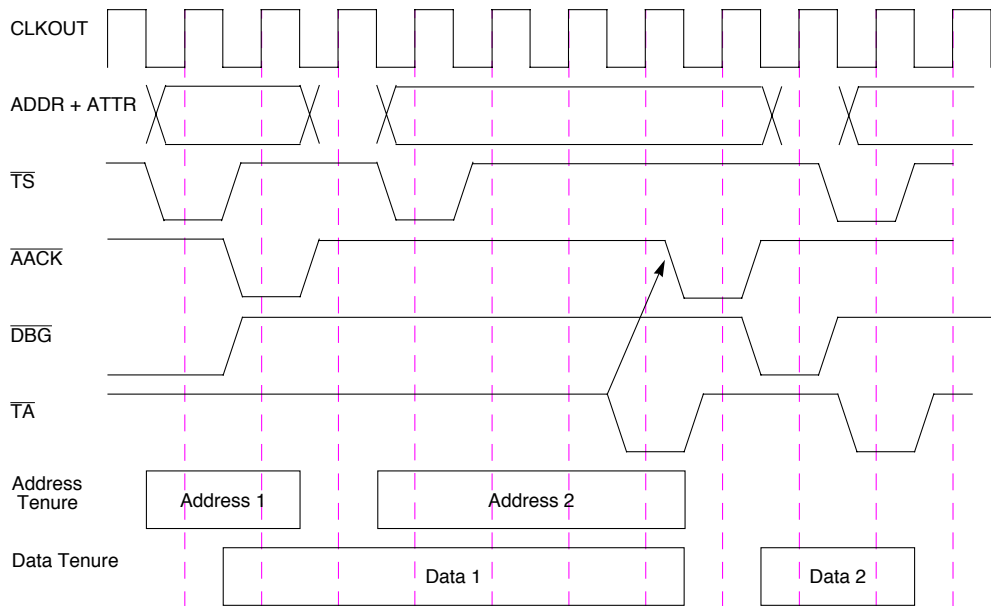 CLKOUT
ADDR + ATTR
TS
AACK
DBG
TA
Address
Tenure
Address 1
Address 2
Data Tenure
Data 1
Data 2